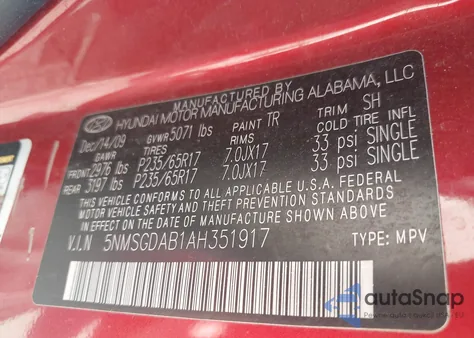 MANUFACTURED BY
HYUNDAI MOTOR MANUFACTURING ALABAMA, LLC
Dec/14/09 GVWR 5071 lbs PAINT TR TRIM SH
GAWR TIRES RIMS COLD TIRE PRESSURE
FRONT 2976 lbs P235/65R17 7.0JX17 33 psi SINGLE
REAR 3197 lbs P235/65R17 7.0JX17 33 psi SINGLE
THIS VEHICLE CONFORMS TO ALL APPLICABLE U.S.A. FEDERAL
MOTOR VEHICLE SAFETY AND THEFT PREVENTION STANDARDS
IN EFFECT ON THE DATE OF MANUFACTURE SHOWN ABOVE.
V.I.N 5NMSGDAB1AH351917 TYPE: MPV
autoSnap